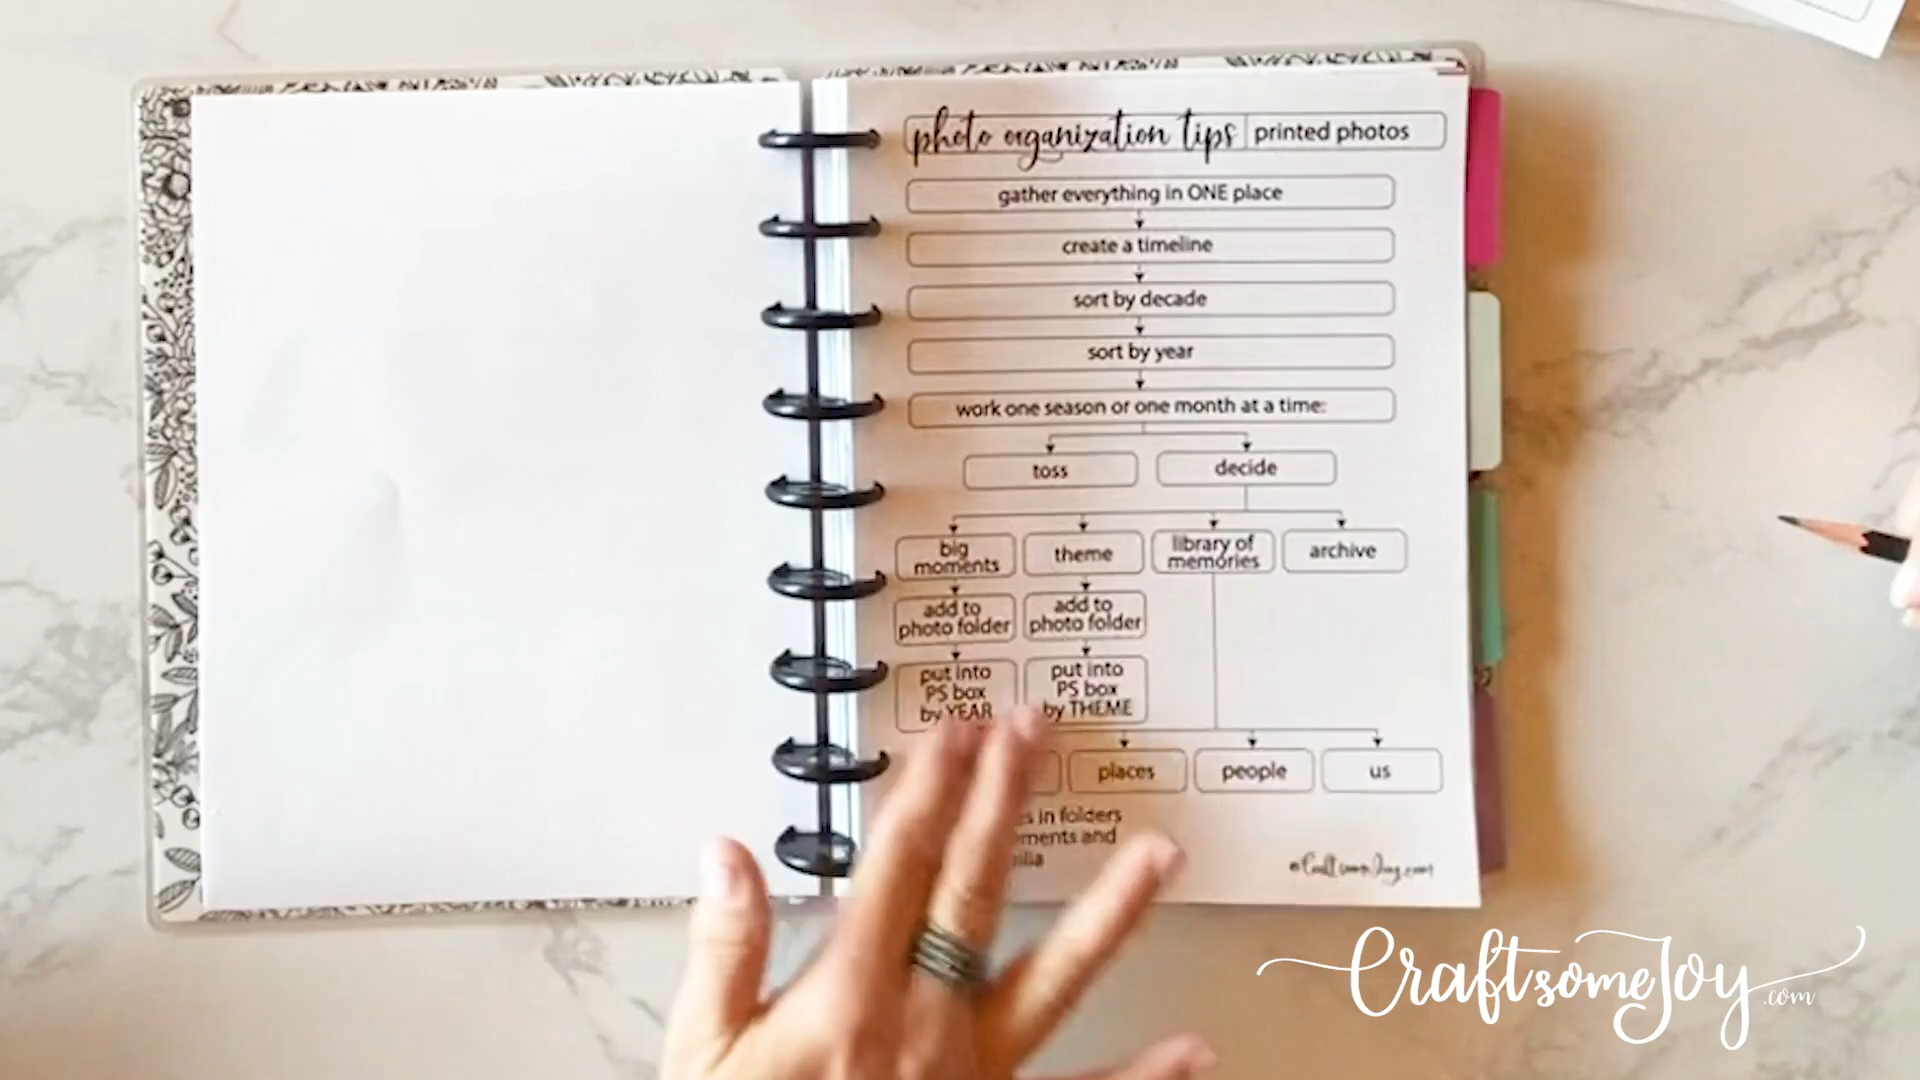 photo organization tips printed photos
gather everything in ONE place
create a timeline
sort by decade
sort by year
work one season or one month at a time:
toss decide
big
moments
theme
library of
memories
archive
add to
photo folder
add to
photo folder
put into
PS box
by YEAR
put into
PS box
by THEME
places people us
in folders
and
©CraftsomeJoy.com
CraftsomeJoy.com